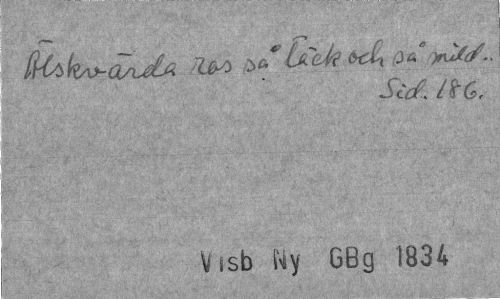 Älskvärda ros så täck och så mild..
Sid. 186.
Visb Ny GBg 1834